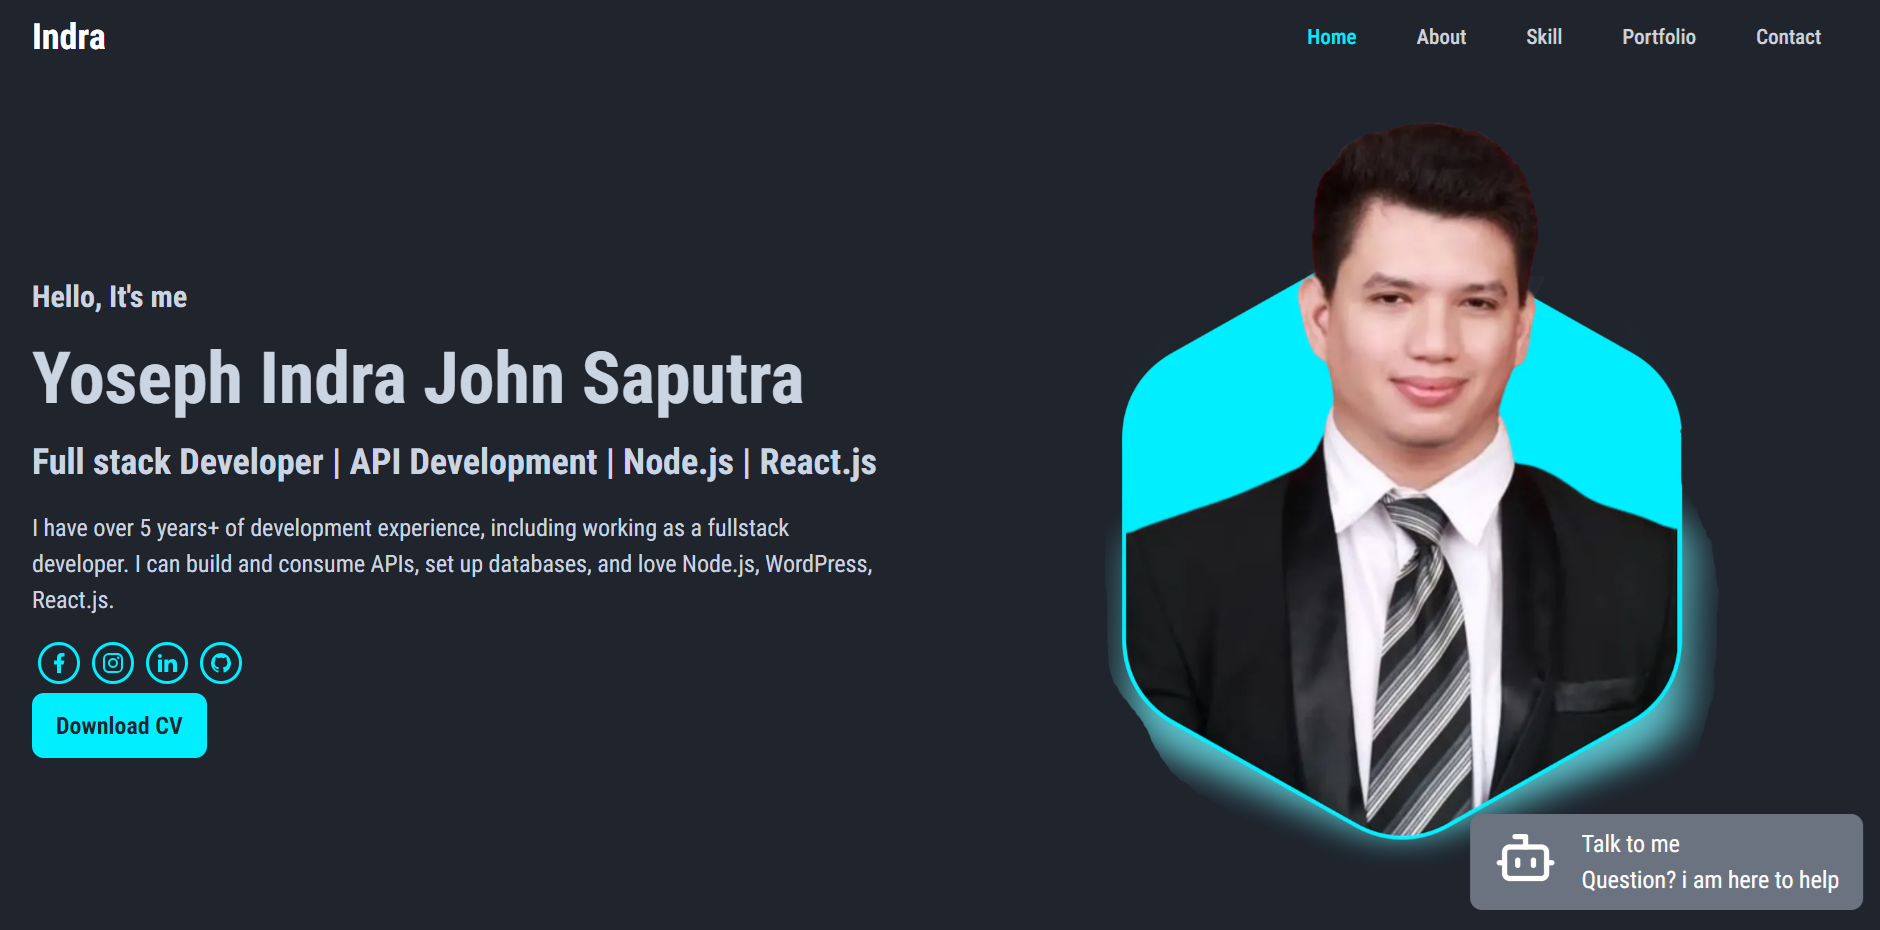 Indra
Home
About
Skill
Portfolio
Contact
Hello, It's me
Yoseph Indra John Saputra
Full stack Developer | API Development | Node.js | React.js
I have over 5 years+ of development experience, including working as a fullstack
developer. I can build and consume APIs, set up databases, and love Node.js, WordPress,
React.js.
Download CV
Talk to me
Question? i am here to help